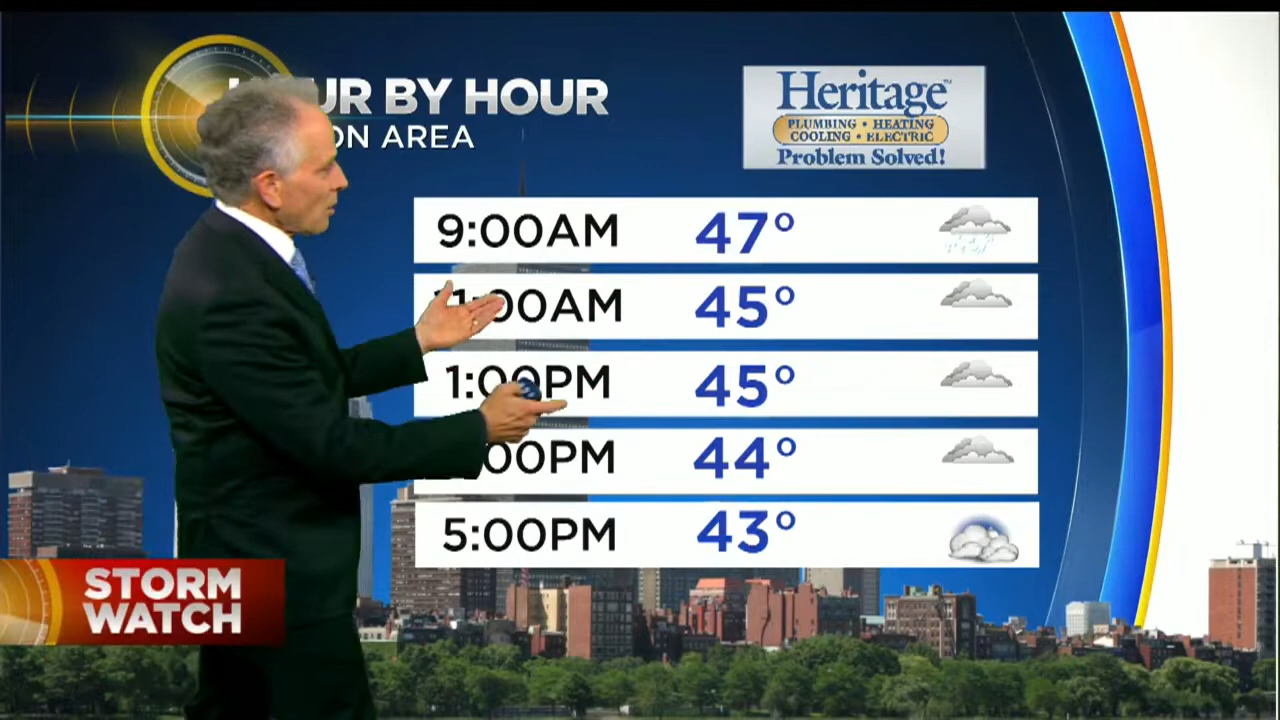 UR BY HOUR
ON AREA
Heritage™
PLUMBING • HEATING
COOLING • ELECTRIC
Problem Solved!
9:00AM 47°
:00AM 45°
1:00PM 45°
:00PM 44°
5:00PM 43°
STORM
WATCH